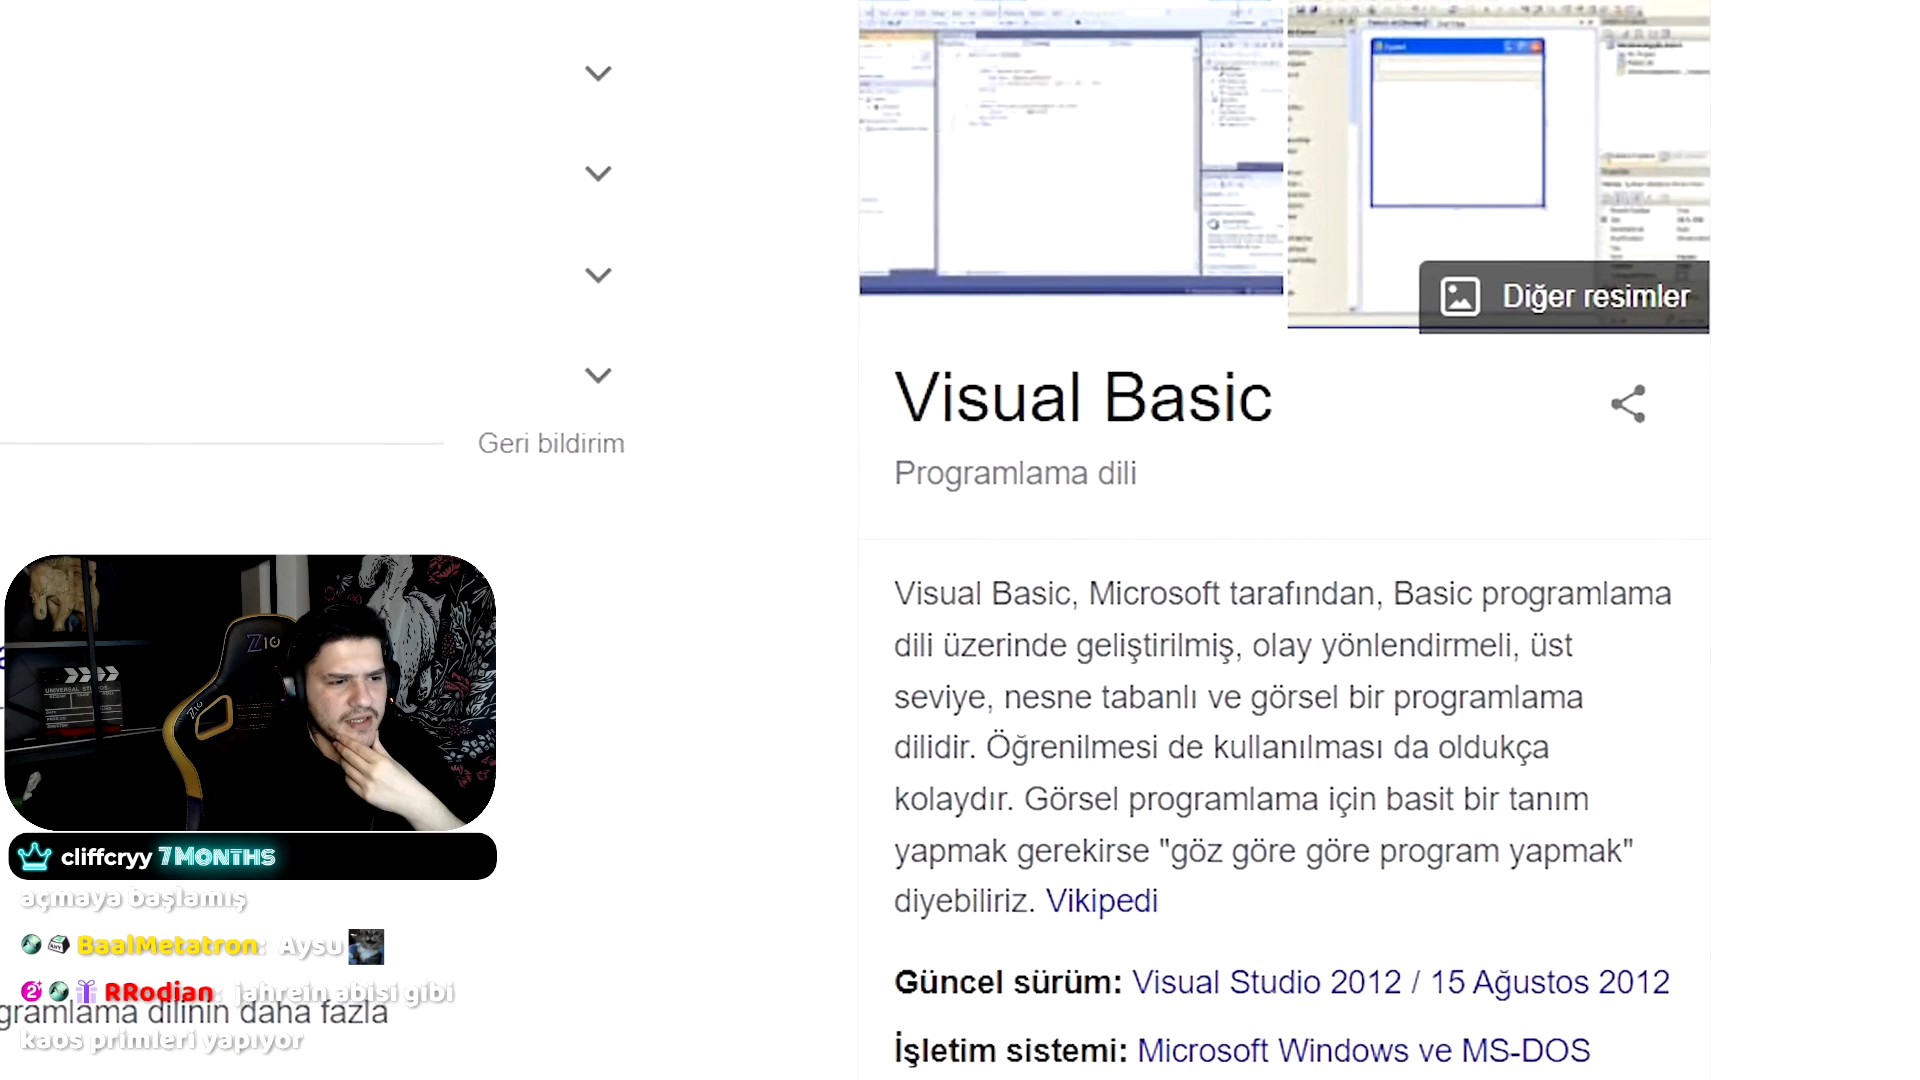 Diğer resimler
Visual Basic
Programlama dili
Geri bildirim
Visual Basic, Microsoft tarafından, Basic programlama
dili üzerinde geliştirilmiş, olay yönlendirmeli, üst
seviye, nesne tabanlı ve görsel bir programlama
dilidir. Öğrenilmesi de kullanılması da oldukça
kolaydır. Görsel programlama için basit bir tanım
yapmak gerekirse "göz göre göre program yapmak"
diyebiliriz. Vikipedi
Güncel sürüm: Visual Studio 2012 / 15 Ağustos 2012
İşletim sistemi: Microsoft Windows ve MS-DOS
UNIVERSAL STUDIOS
cliffcryy 7MONTHS
açmaya başlamış
BaalMetatron: Aysu
RRodian: jahrein abisi gibi
gramlama dilinin daha fazla
kaos primleri yapıyor